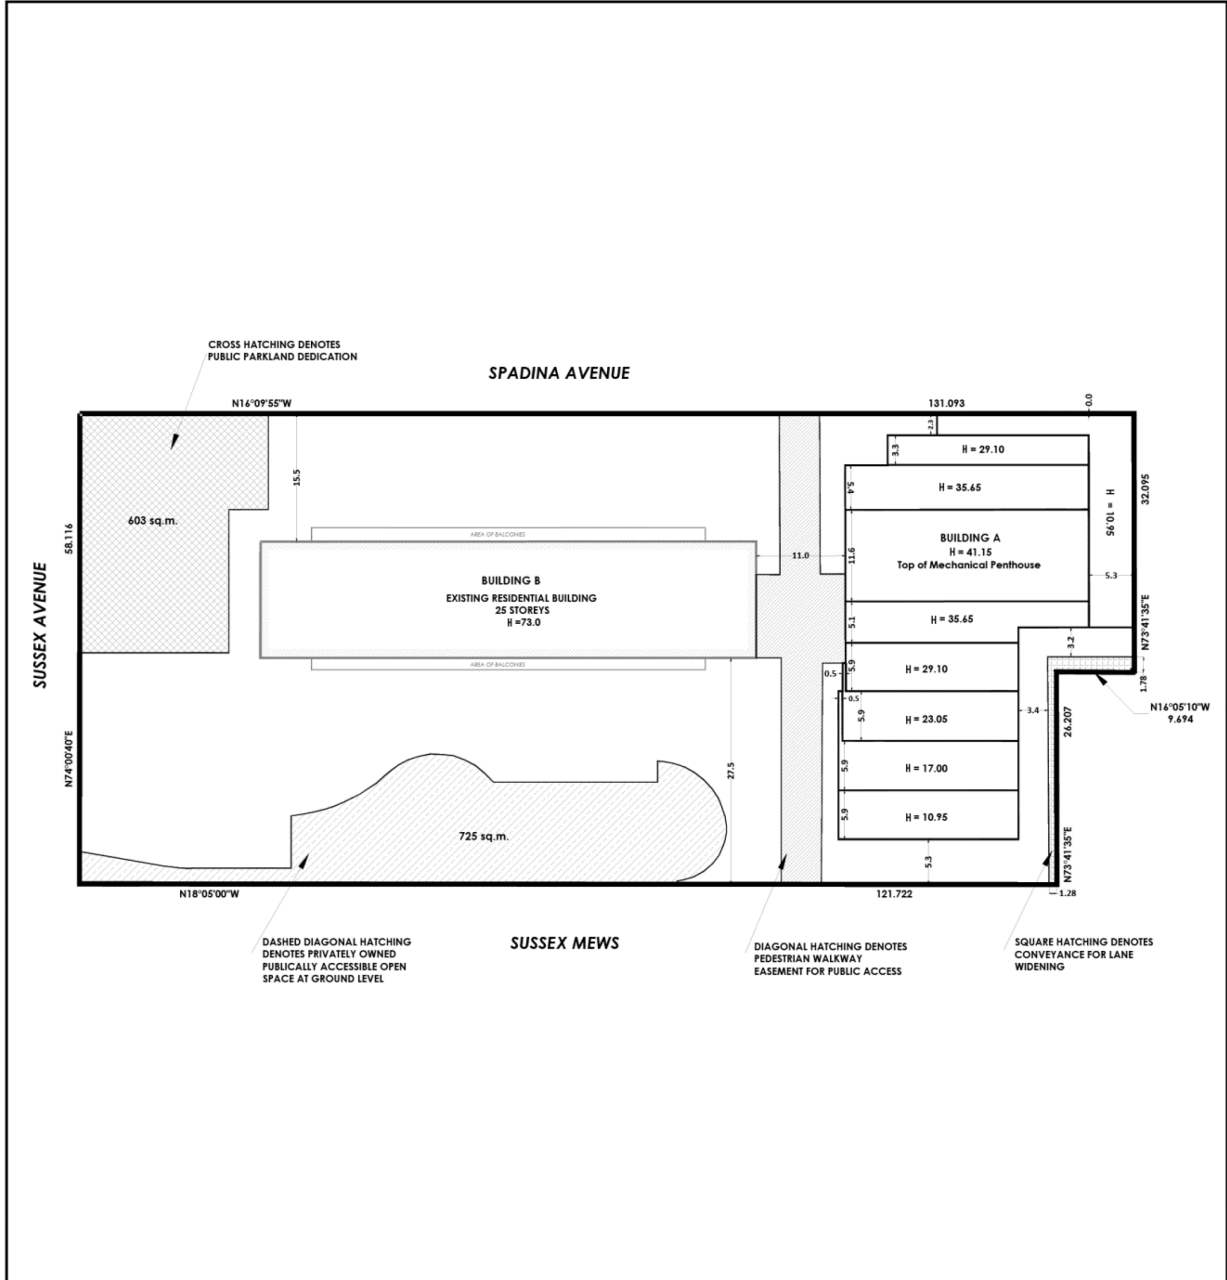 CROSS HATCHING DENOTES
PUBLIC PARKLAND DEDICATION
SPADINA AVENUE
N16°09'55"W
131.093
0.0
2.3
3.3
H = 29.10
15.5
5.4
H = 35.65
H = 10.95
32.095
603 sq.m.
58.116
AREA OF BALCONIES
11.0
11.6
BUILDING A
H = 41.15
Top of Mechanical Penthouse
5.3
BUILDING B
EXISTING RESIDENTIAL BUILDING
25 STOREYS
H =73.0
SUSSEX AVENUE
5.1
H = 35.65
N73°41'35"E
3.2
AREA OF BALCONIES
0.5
5.9
H = 29.10
1.78
0.5
3.4
N16°05'10"W
9.694
5.9
H = 23.05
26.207
N74°00'40"E
27.5
5.9
H = 17.00
5.9
H = 10.95
725 sq.m.
5.3
N73°41'35"E
N18°05'00"W
121.722
1.28
DASHED DIAGONAL HATCHING
DENOTES PRIVATELY OWNED
PUBLICALLY ACCESSIBLE OPEN
SPACE AT GROUND LEVEL
SUSSEX MEWS
DIAGONAL HATCHING DENOTES
PEDESTRIAN WALKWAY
EASEMENT FOR PUBLIC ACCESS
SQUARE HATCHING DENOTES
CONVEYANCE FOR LANE
WIDENING